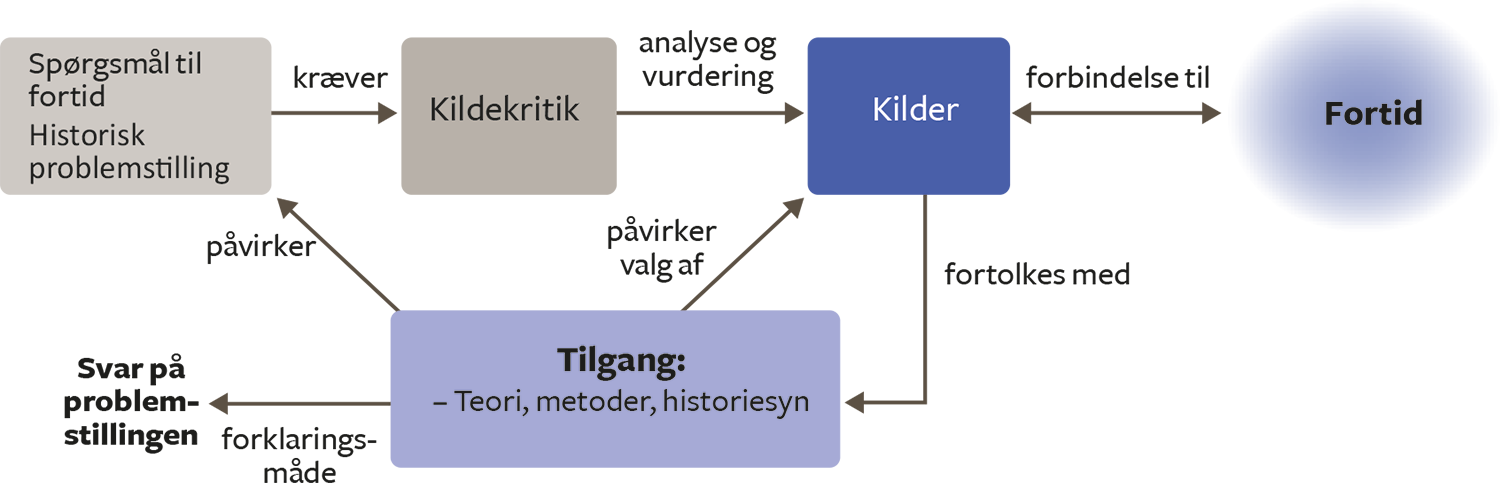 Spørgsmål til
fortid
Historisk
problemstilling
kræver
Kildekritik
analyse og
vurdering
Kilder
forbindelse til
Fortid
påvirker
påvirker
valg af
fortolkes med
Tilgang:
– Teori, metoder, historiesyn
Svar på
problem-
stillingen
forklarings-
måde